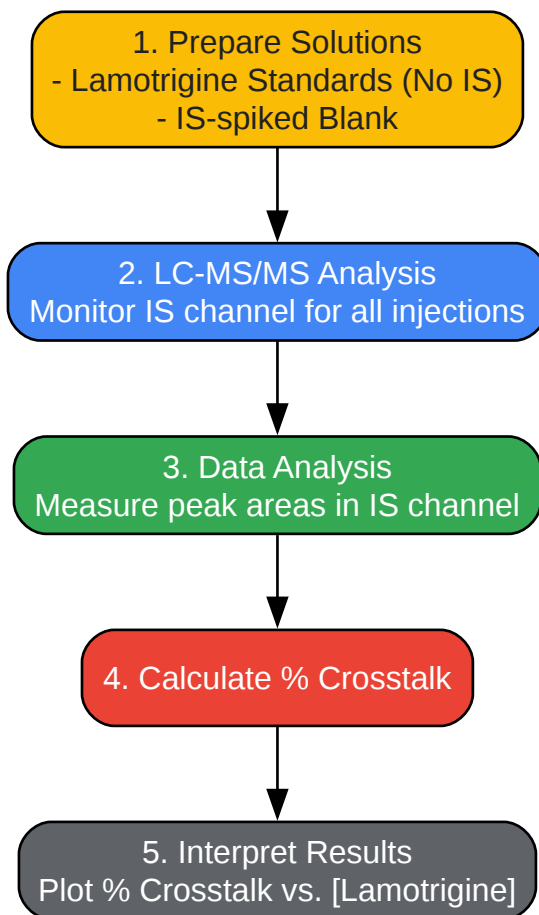 1. Prepare Solutions
- Lamotrigine Standards (No IS)
- IS-spiked Blank
2. LC-MS/MS Analysis
Monitor IS channel for all injections
3. Data Analysis
Measure peak areas in IS channel
4. Calculate % Crosstalk
5. Interpret Results
Plot % Crosstalk vs. [Lamotrigine]